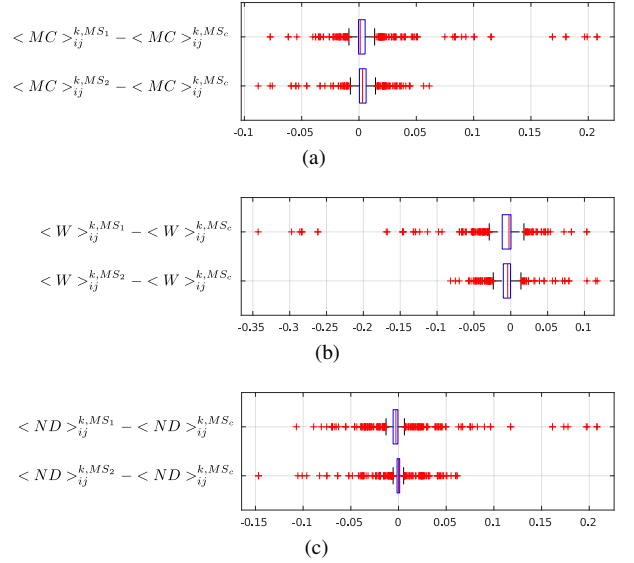 < MC >_{ij}^{k,MS_1} − < MC >_{ij}^{k,MS_c}
< MC >_{ij}^{k,MS_2} − < MC >_{ij}^{k,MS_c}
-0.1 -0.05 0 0.05 0.1 0.15 0.2
(a)
< W >_{ij}^{k,MS_1} − < W >_{ij}^{k,MS_c}
< W >_{ij}^{k,MS_2} − < W >_{ij}^{k,MS_c}
-0.35 -0.3 -0.25 -0.2 -0.15 -0.1 -0.05 0 0.05 0.1
(b)
< ND >_{ij}^{k,MS_1} − < ND >_{ij}^{k,MS_c}
< ND >_{ij}^{k,MS_2} − < ND >_{ij}^{k,MS_c}
-0.15 -0.1 -0.05 0 0.05 0.1 0.15 0.2
(c)